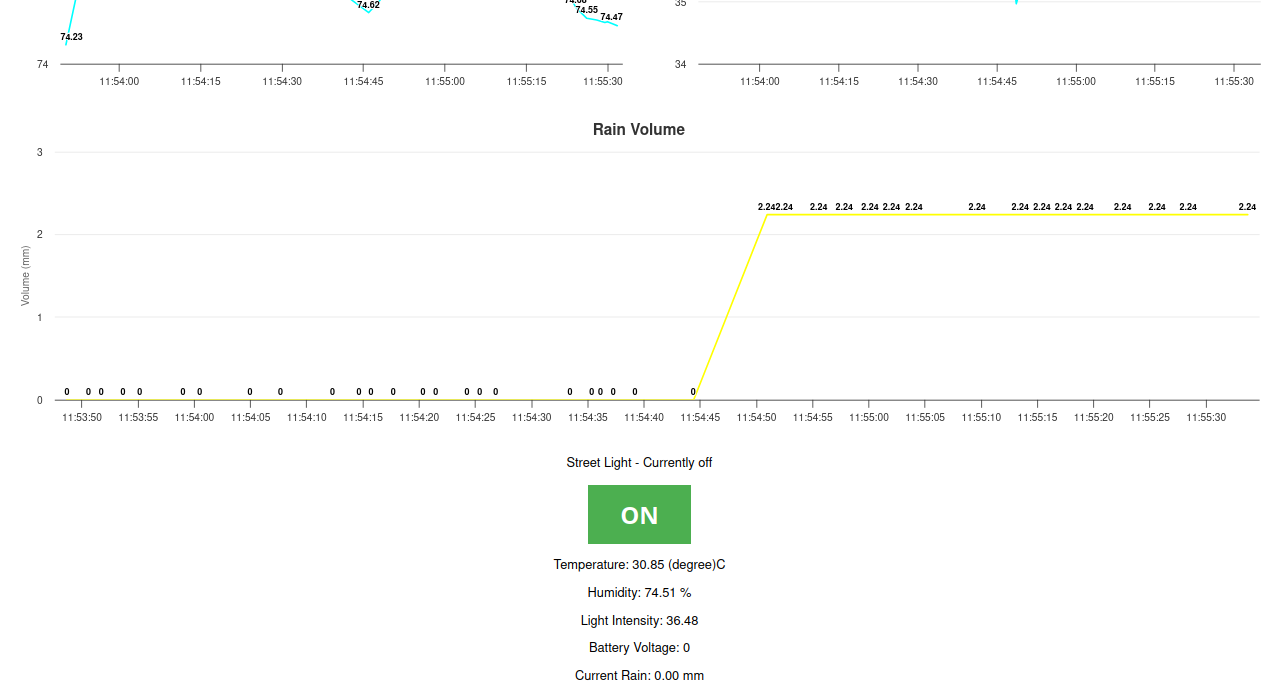 74.62
74.55 74.47
74.23
74
11:54:00 11:54:15 11:54:30 11:54:45 11:55:00 11:55:15 11:55:30
35
34
11:54:00 11:54:15 11:54:30 11:54:45 11:55:00 11:55:15 11:55:30
Rain Volume
3
2.24 2.24 2.24 2.24 2.24 2.24 2.24 2.24 2.24 2.24 2.24 2.24 2.24 2.24 2.24 2.24
2
Volume (mm)
1
0 0 0 0 0 0 0 0 0 0 0 0 0 0 0 0 0 0 0 0 0 0 0 0
0
11:53:50 11:53:55 11:54:00 11:54:05 11:54:10 11:54:15 11:54:20 11:54:25 11:54:30 11:54:35 11:54:40 11:54:45 11:54:50 11:54:55 11:55:00 11:55:05 11:55:10 11:55:15 11:55:20 11:55:25 11:55:30
Street Light - Currently off
ON
Temperature: 30.85 (degree)C
Humidity: 74.51 %
Light Intensity: 36.48
Battery Voltage: 0
Current Rain: 0.00 mm